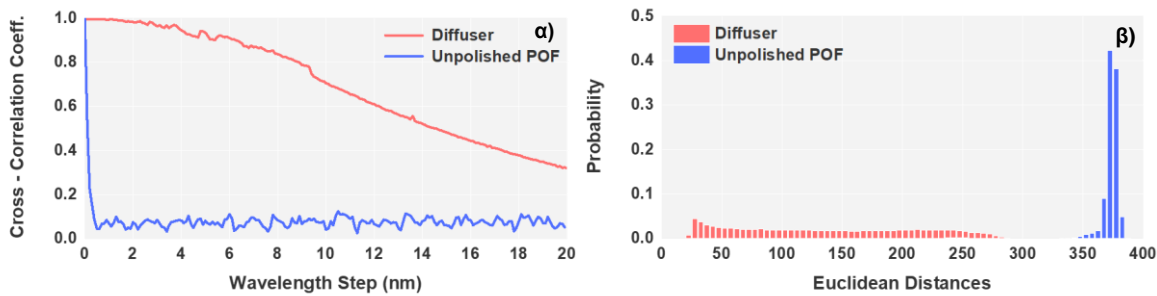 α)
Diffuser
Unpolished POF
Cross - Correlation Coeff.
1.0
0.8
0.6
0.4
0.2
0.0
0 2 4 6 8 10 12 14 16 18 20
Wavelength Step (nm)
β)
Diffuser
Unpolished POF
Probability
0.5
0.4
0.3
0.2
0.1
0.0
0 50 100 150 200 250 300 350 400
Euclidean Distances